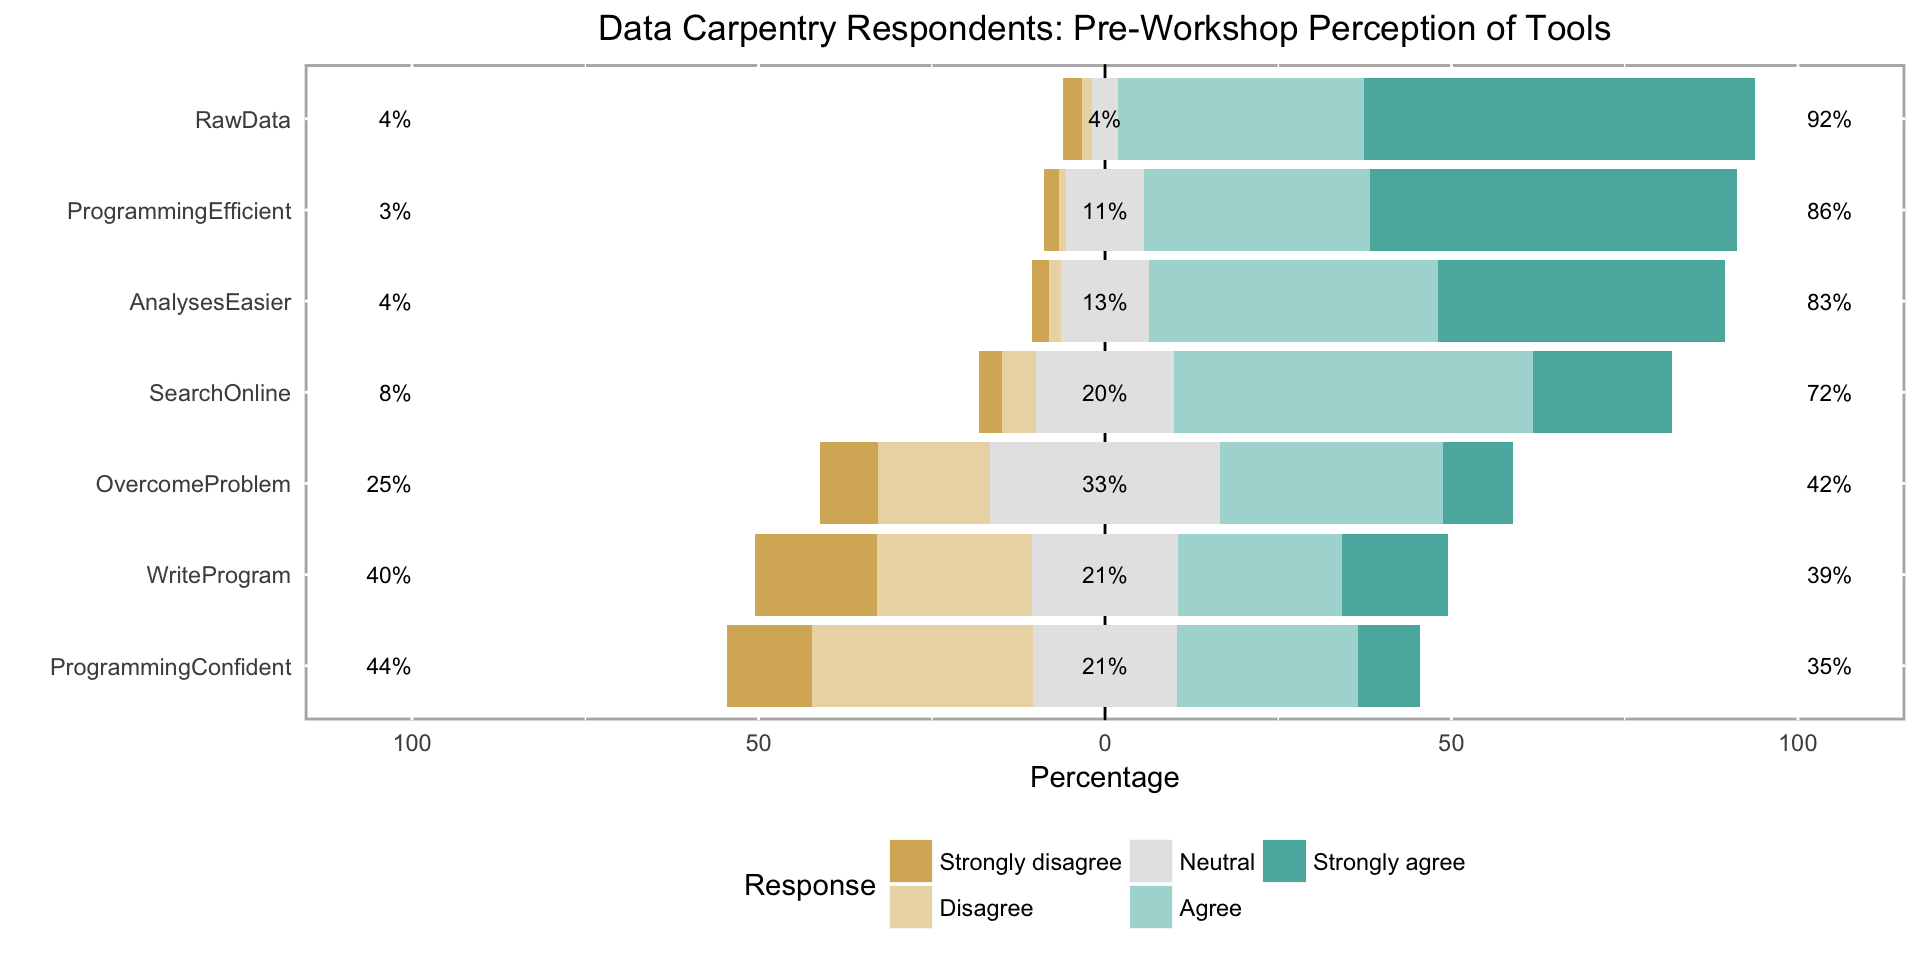 Data Carpentry Respondents: Pre-Workshop Perception of Tools
RawData 4% 4% 92%
ProgrammingEfficient 3% 11% 86%
AnalysesEasier 4% 13% 83%
SearchOnline 8% 20% 72%
OvercomeProblem 25% 33% 42%
WriteProgram 40% 21% 39%
ProgrammingConfident 44% 21% 35%
100 50 0 50 100
Percentage
Response
Strongly disagree Neutral Strongly agree
Disagree Agree